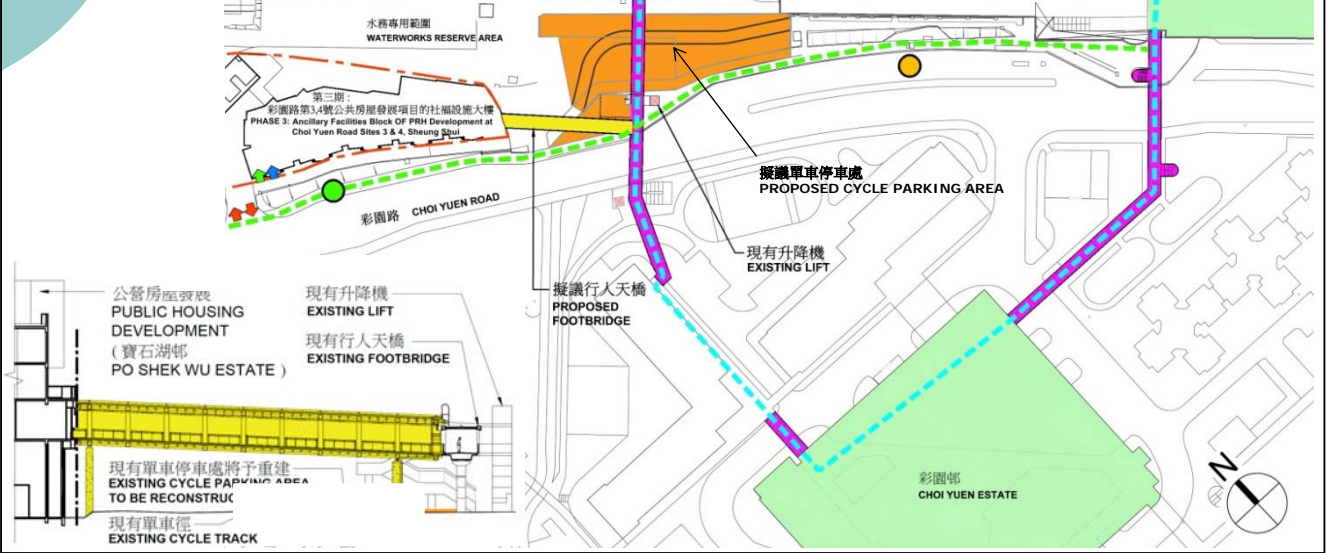 水務專用範圍
WATERWORKS RESERVE AREA
第三期 :
彩園路第3,4號公共房屋發展項目的社福設施大樓
PHASE 3: Ancillary Facilities Block OF PRH Development at
Choi Yuen Road Sites 3 & 4, Sheung Shui
彩園路 CHOI YUEN ROAD
擬議單車停車處
PROPOSED CYCLE PARKING AREA
現有升降機
EXISTING LIFT
擬議行人天橋
PROPOSED
FOOTBRIDGE
公營房屋發展
PUBLIC HOUSING
DEVELOPMENT
( 寶石湖邨
PO SHEK WU ESTATE )
現有升降機
EXISTING LIFT
現有行人天橋
EXISTING FOOTBRIDGE
現有單車停車處將予重建
EXISTING CYCLE PARKING AREA
TO BE RECONSTRUC
現有單車徑
EXISTING CYCLE TRACK
彩園邨
CHOI YUEN ESTATE
N